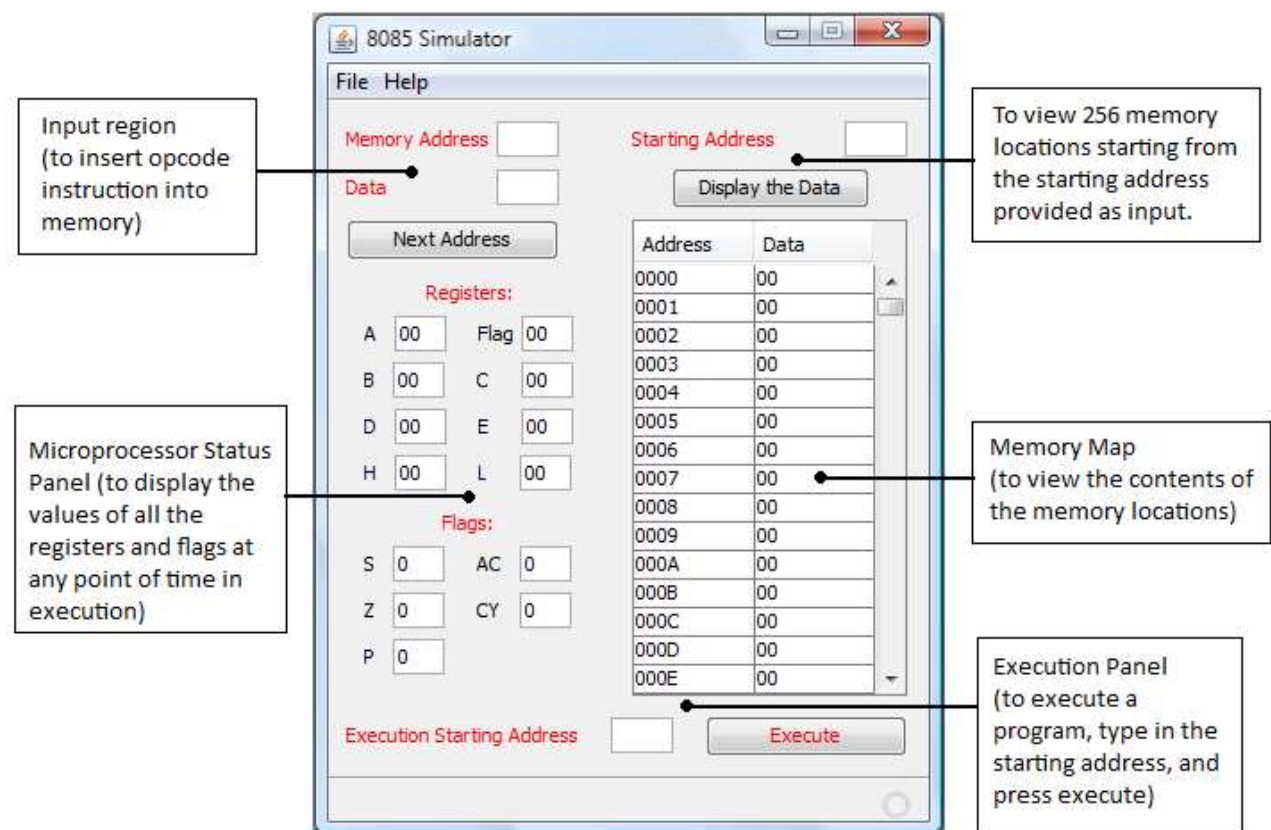 8085 Simulator
File Help
Input region
(to insert opcode
instruction into
memory)
Memory Address
Data
Next Address
Starting Address
Display the Data
To view 256 memory
locations starting from
the starting address
provided as input.
Registers:
A 00 Flag 00
B 00 C 00
D 00 E 00
H 00 L 00
Microprocessor Status
Panel (to display the
values of all the
registers and flags at
any point of time in
execution)
Flags:
S 0 AC 0
Z 0 CY 0
P 0
Address Data
0000 00
0001 00
0002 00
0003 00
0004 00
0005 00
0006 00
0007 00
0008 00
0009 00
000A 00
000B 00
000C 00
000D 00
000E 00
Memory Map
(to view the contents of
the memory locations)
Execution Starting Address
Execute
Execution Panel
(to execute a
program, type in the
starting address, and
press execute)